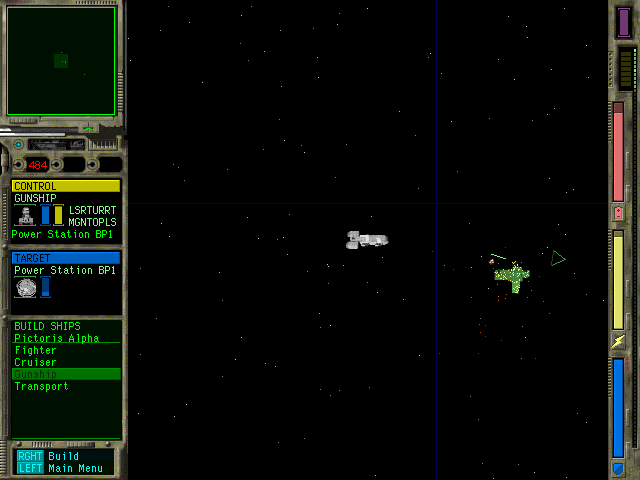 484
CONTROL
GUNSHIP
LSRTURRT
MGNTOPLS
Power Station BP1
TARGET
Power Station BP1
BUILD SHIPS
Pictoris Alpha
Fighter
Cruiser
Gunship
Transport
RGHT Build
LEFT Main Menu